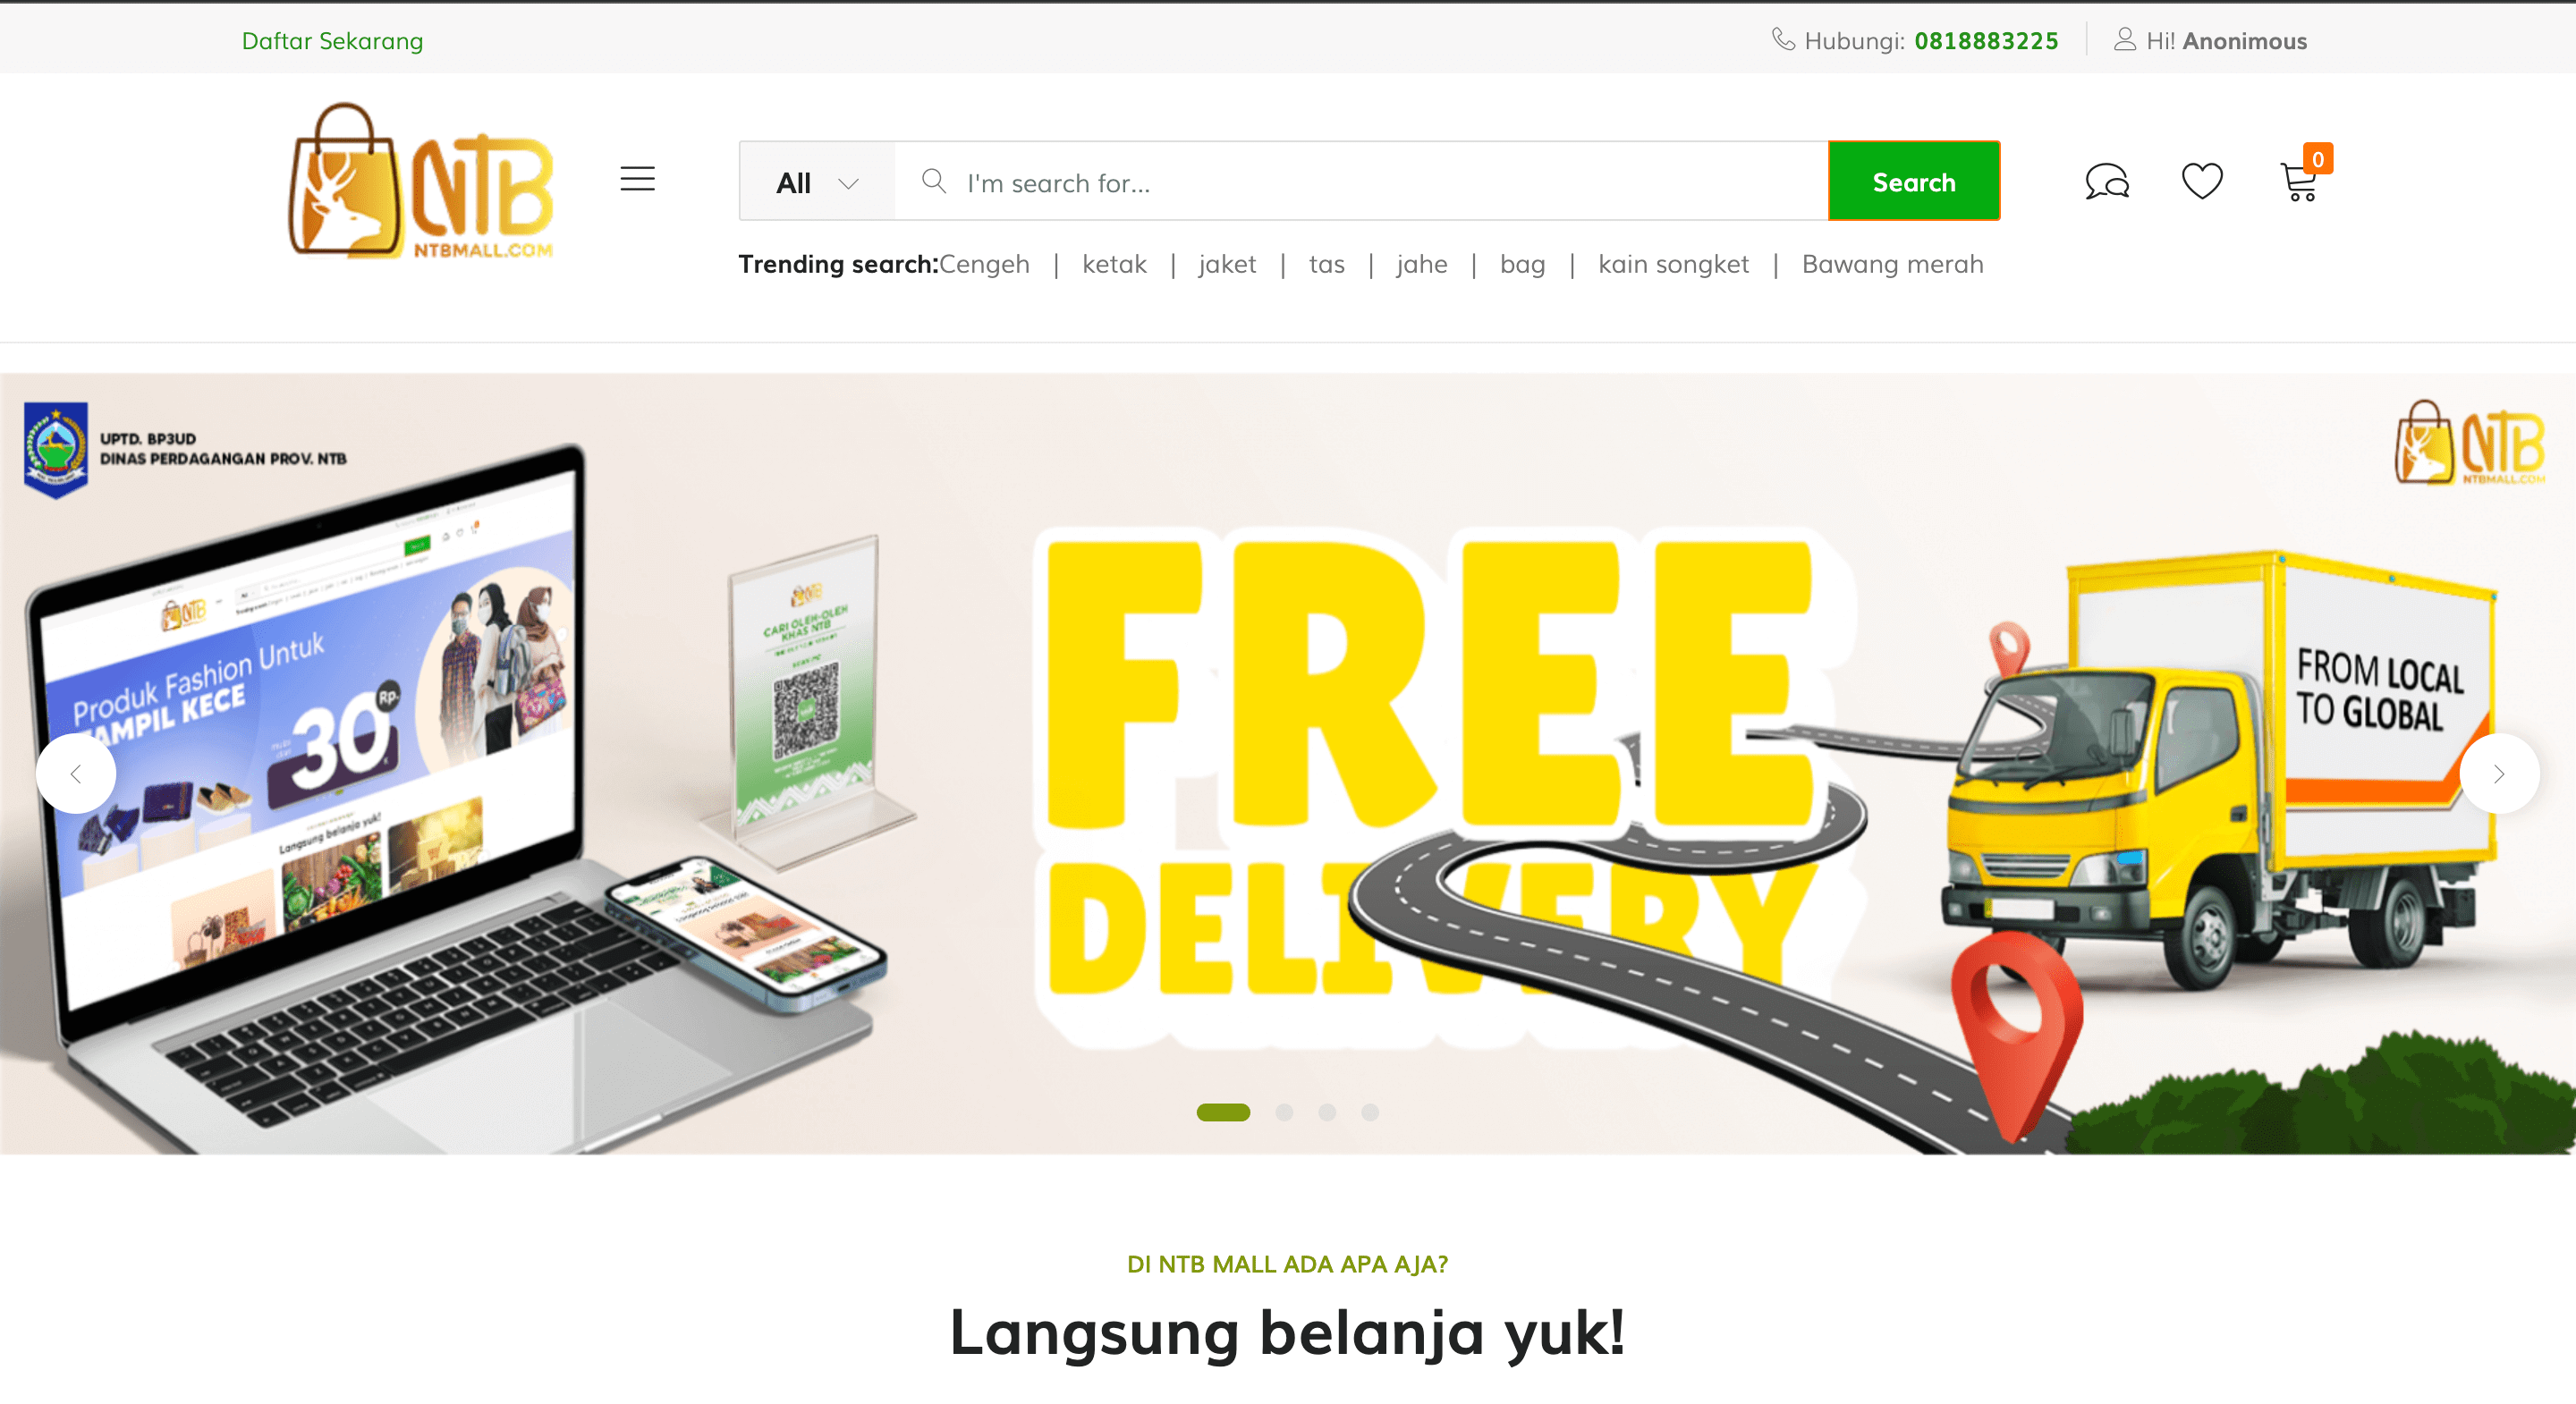 Daftar Sekarang
Hubungi: 0818883225
Hi! Anonimous
NTB
NTBMALL.COM
All
I'm search for...
Search
0
Trending search:Cengeh | ketak | jaket | tas | jahe | bag | kain songket | Bawang merah
UPTD. BP3UD
DINAS PERDAGANGAN PROV. NTB
NTB
NTBMALL.COM
NTB
Produk Fashion Untuk
TAMPIL KECE
30
Rp.
Langsung belanja yuk!
CARI OLEH-OLEH
KHAS NTB
FREE
DELIVERY
FROM LOCAL
TO GLOBAL
DI NTB MALL ADA APA AJA?
Langsung belanja yuk!